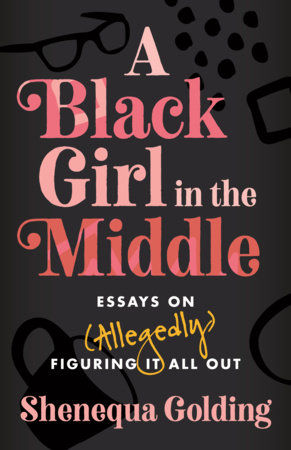 A
Black
Girl in the
Middle
ESSAYS ON
(Allegedly)
FIGURING IT ALL OUT
Shenequa Golding